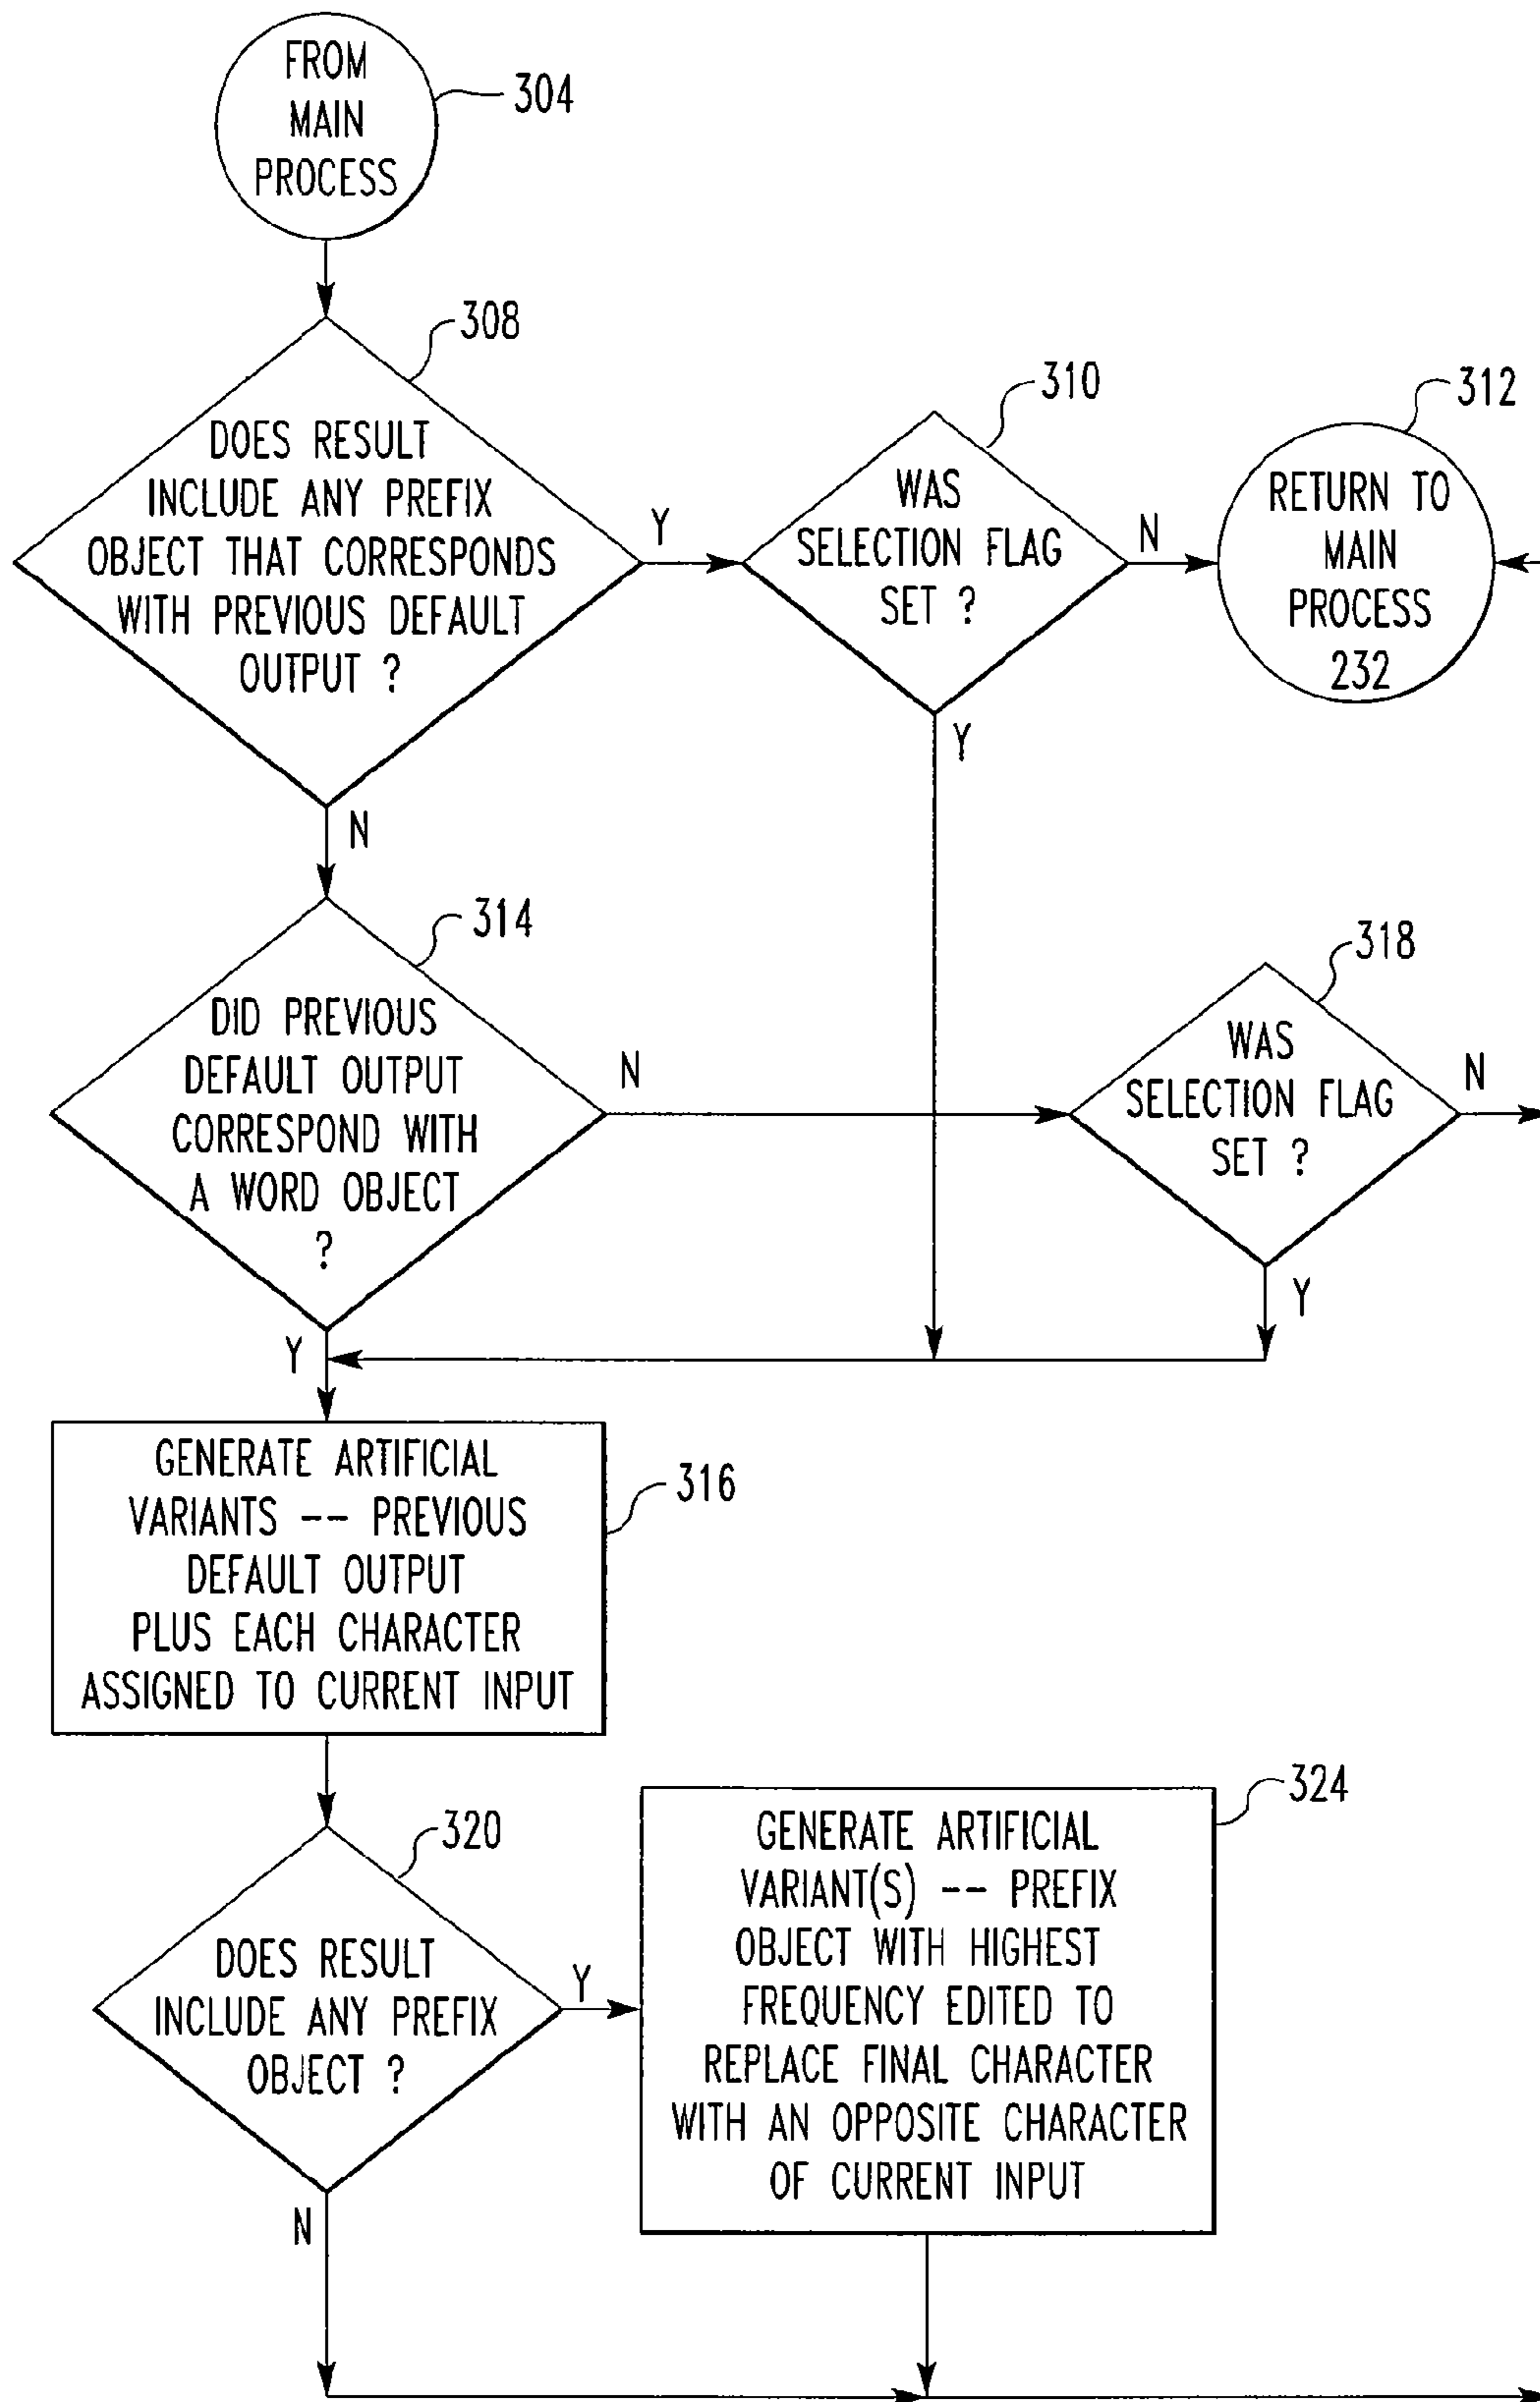 FROM
MAIN
PROCESS
304
308
DOES RESULT
INCLUDE ANY PREFIX
OBJECT THAT CORRESPONDS
WITH PREVIOUS DEFAULT
OUTPUT ?
Y
N
310
WAS
SELECTION FLAG
SET ?
N
Y
312
RETURN TO
MAIN
PROCESS
232
314
DID PREVIOUS
DEFAULT OUTPUT
CORRESPOND WITH
A WORD OBJECT
?
N
Y
318
WAS
SELECTION FLAG
SET ?
N
Y
GENERATE ARTIFICIAL
VARIANTS -- PREVIOUS
DEFAULT OUTPUT
PLUS EACH CHARACTER
ASSIGNED TO CURRENT INPUT
316
320
DOES RESULT
INCLUDE ANY PREFIX
OBJECT ?
Y
N
324
GENERATE ARTIFICIAL
VARIANT(S) -- PREFIX
OBJECT WITH HIGHEST
FREQUENCY EDITED TO
REPLACE FINAL CHARACTER
WITH AN OPPOSITE CHARACTER
OF CURRENT INPUT